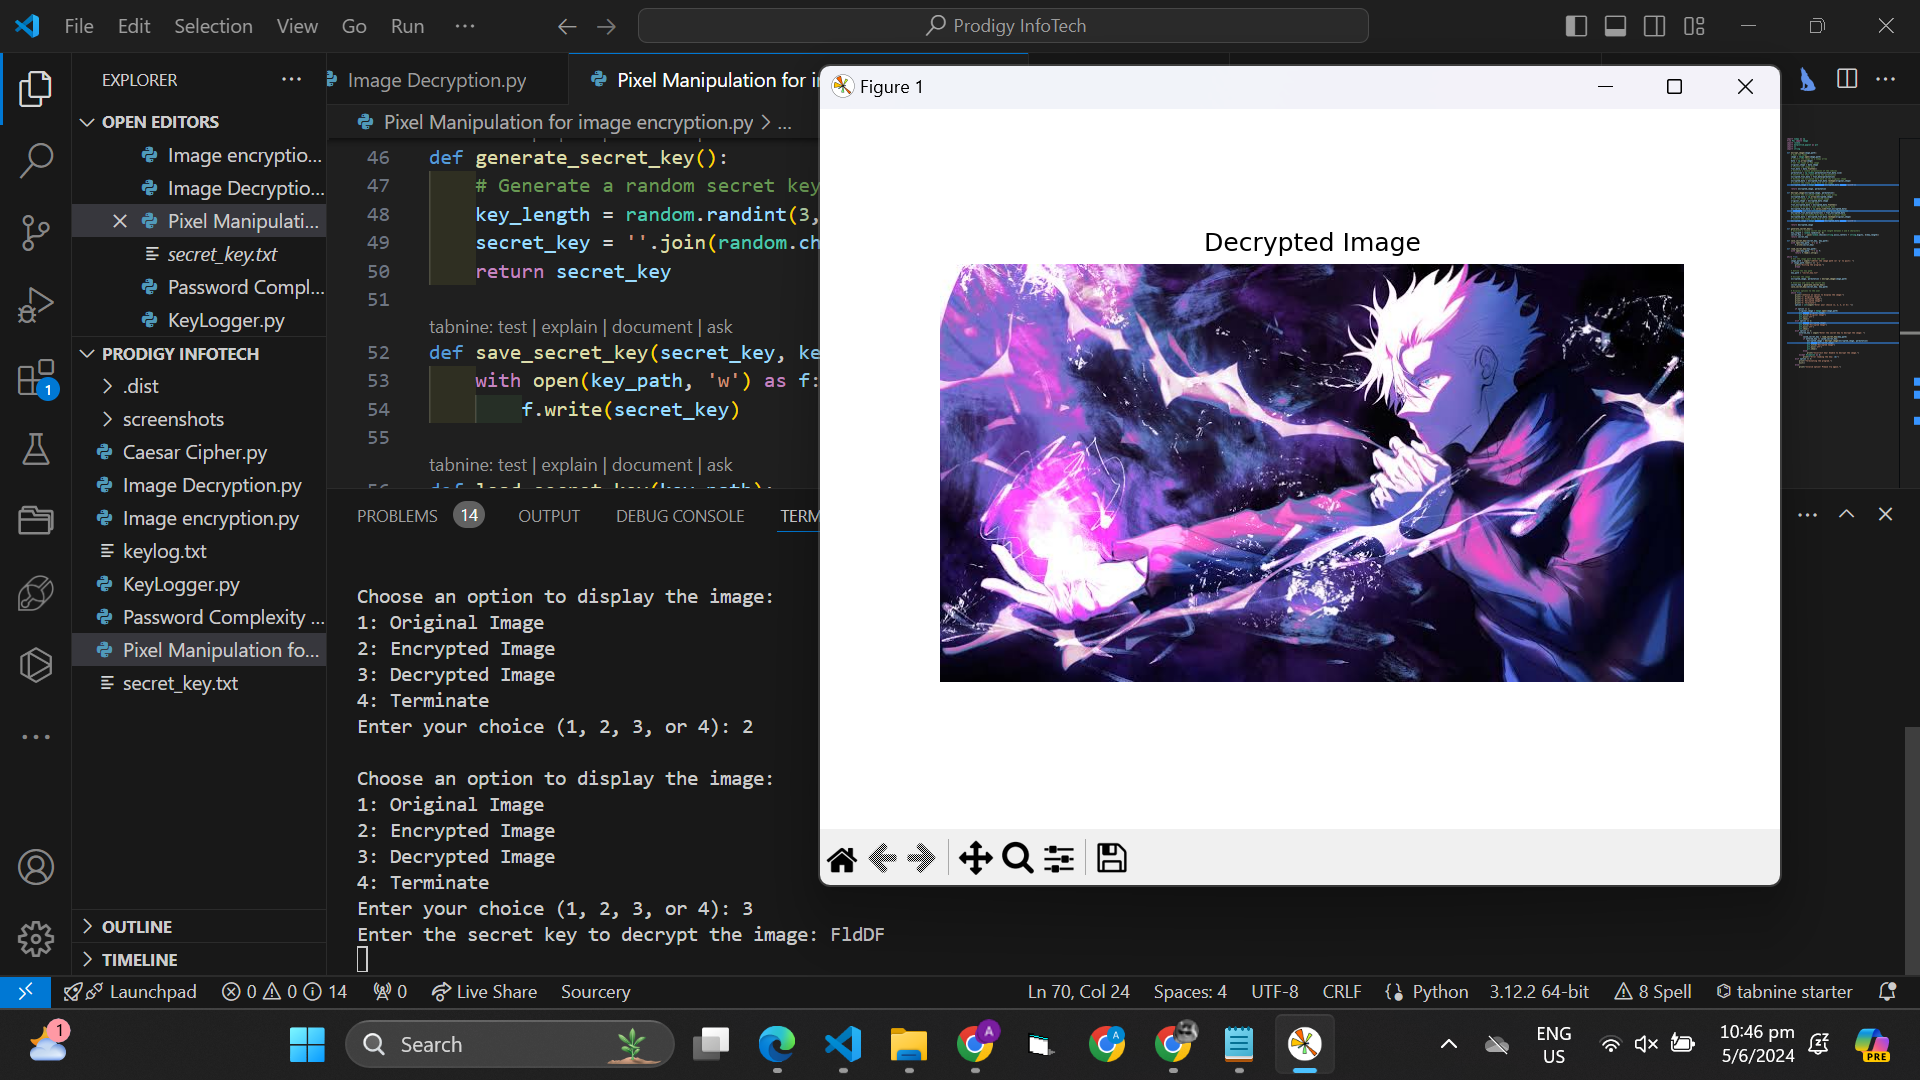 File Edit Selection View Go Run ...
Prodigy InfoTech
EXPLORER
OPEN EDITORS
Image encryptio...
Image Decryptio...
Pixel Manipulati...
secret_key.txt
Password Compl...
KeyLogger.py
PRODIGY INFOTECH
.dist
screenshots
Caesar Cipher.py
Image Decryption.py
Image encryption.py
keylog.txt
KeyLogger.py
Password Complexity ...
Pixel Manipulation fo...
secret_key.txt
OUTLINE
TIMELINE
1
Image Decryption.py
Pixel Manipulation for i
Pixel Manipulation for image encryption.py > ...
46 def generate_secret_key():
47 # Generate a random secret key
48 key_length = random.randint(3,
49 secret_key = ''.join(random.ch
50 return secret_key
51
tabnine: test | explain | document | ask
52 def save_secret_key(secret_key, ke
53 with open(key_path, 'w') as f:
54 f.write(secret_key)
55
tabnine: test | explain | document | ask
PROBLEMS 14 OUTPUT DEBUG CONSOLE TERM
Choose an option to display the image:
1: Original Image
2: Encrypted Image
3: Decrypted Image
4: Terminate
Enter your choice (1, 2, 3, or 4): 2
Choose an option to display the image:
1: Original Image
2: Encrypted Image
3: Decrypted Image
4: Terminate
Enter your choice (1, 2, 3, or 4): 3
Enter the secret key to decrypt the image: FldDF
Figure 1
Decrypted Image
Launchpad 0 0 14 0 Live Share Sourcery
Ln 70, Col 24 Spaces: 4 UTF-8 CRLF Python 3.12.2 64-bit 8 Spell tabnine starter
1
Search
A
A
ENG
US
10:46 pm
5/6/2024
PRE